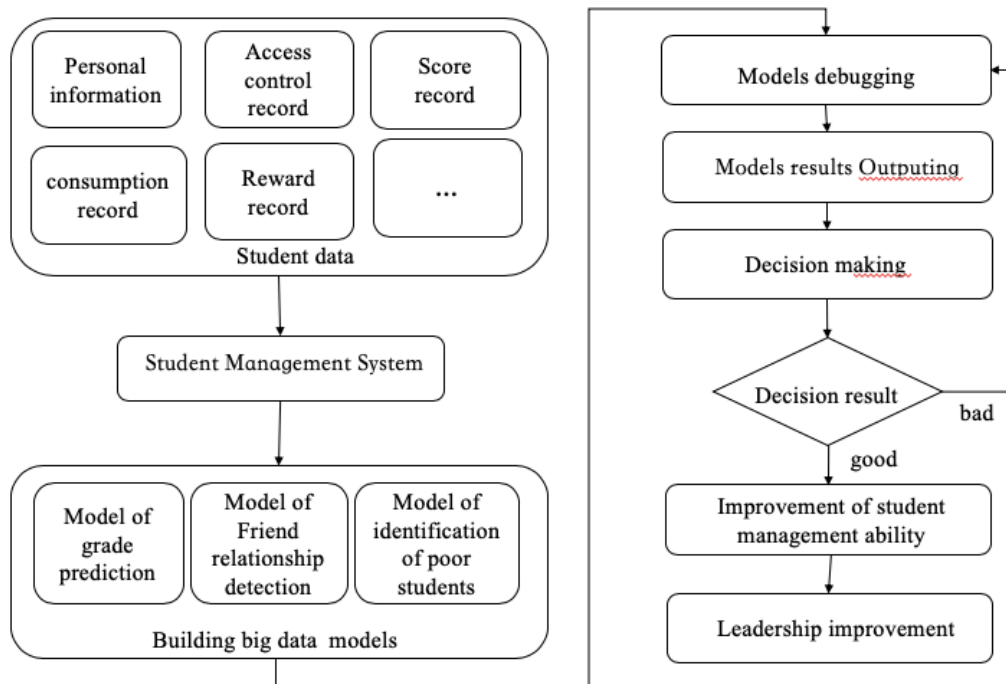 Personal
information
Access
control
record
Score
record
consumption
record
Reward
record
...
Student data
Student Management System
Model of
grade
prediction
Model of
Friend
relationship
detection
Model of
identification
of poor
students
Building big data models
Models debugging
Models results Outputing
Decision making
Decision result
bad
good
Improvement of student
management ability
Leadership improvement